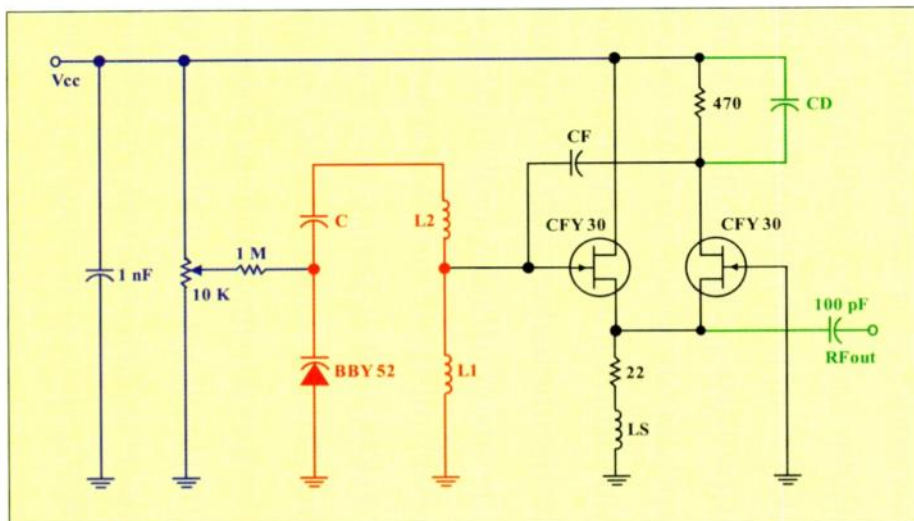 Vcc
1 nF
10 K
1 M
C
BBY 52
L2
L1
CF
CFY 30
470
CD
CFY 30
22
LS
100 pF
RFout